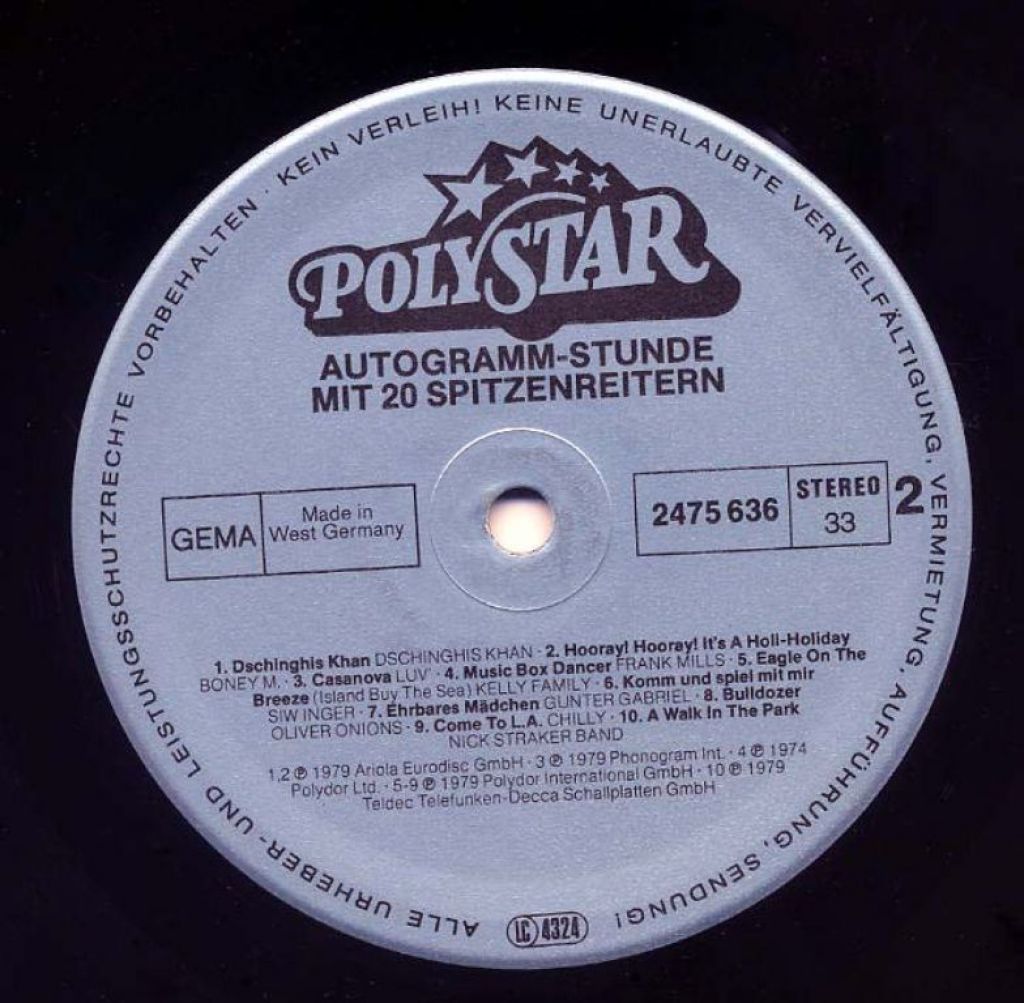 ALLE URHEBER- UND LEISTUNGSSCHUTZRECHTE VORBEHALTEN · KEIN VERLEIH! KEINE UNERLAUBTE VERVIELFÄLTIGUNG, VERMIETUNG, AUFFÜHRUNG, SENDUNG!
POLYSTAR
AUTOGRAMM-STUNDE
MIT 20 SPITZENREITERN
GEMA
Made in
West Germany
2475 636
STEREO
33
2
1. Dschinghis Khan DSCHINGHIS KHAN · 2. Hooray! Hooray! It's A Holi-Holiday
BONEY M. · 3. Casanova LUV' · 4. Music Box Dancer FRANK MILLS · 5. Eagle On The
Breeze (Island Buy The Sea) KELLY FAMILY · 6. Komm und spiel mit mir
SIW INGER · 7. Ehrbares Mädchen GUNTER GABRIEL · 8. Bulldozer
OLIVER ONIONS · 9. Come To L.A. CHILLY · 10. A Walk In The Park
NICK STRAKER BAND
1,2 ℗ 1979 Ariola Eurodisc GmbH · 3 ℗ 1979 Phonogram Int. · 4 ℗ 1974
Polydor Ltd. · 5-9 ℗ 1979 Polydor International GmbH · 10 ℗ 1979
Teldec Telefunken-Decca Schallplatten GmbH
LC 4324